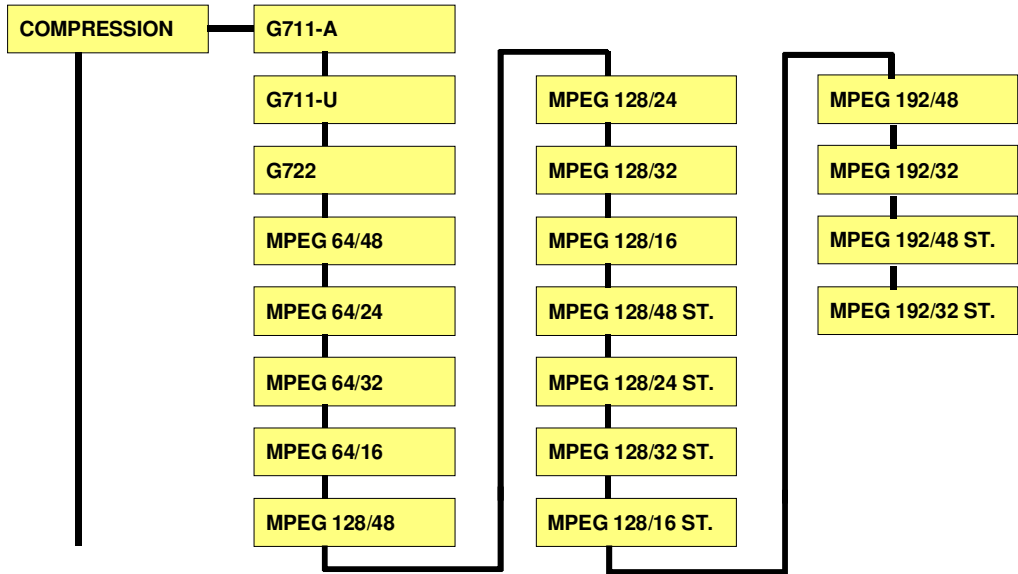 COMPRESSION
G711-A
G711-U
G722
MPEG 64/48
MPEG 64/24
MPEG 64/32
MPEG 64/16
MPEG 128/48
MPEG 128/24
MPEG 128/32
MPEG 128/16
MPEG 128/48 ST.
MPEG 128/24 ST.
MPEG 128/32 ST.
MPEG 128/16 ST.
MPEG 192/48
MPEG 192/32
MPEG 192/48 ST.
MPEG 192/32 ST.